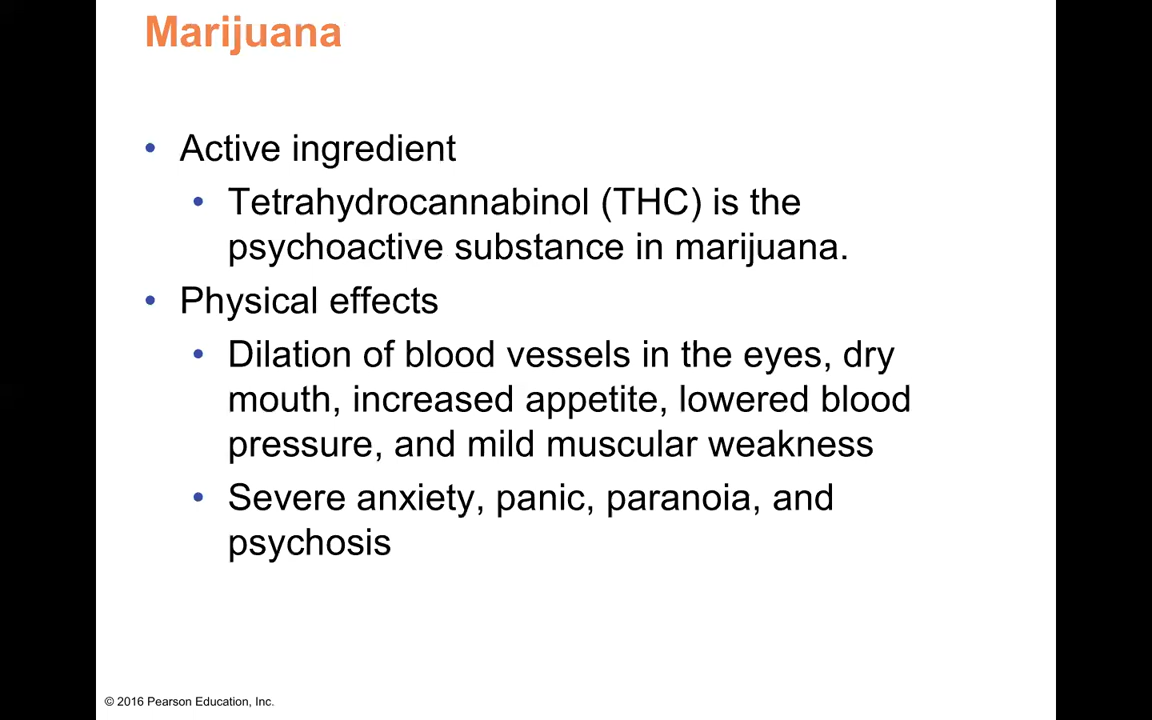 Marijuana
• Active ingredient
• Tetrahydrocannabinol (THC) is the
psychoactive substance in marijuana.
• Physical effects
• Dilation of blood vessels in the eyes, dry
mouth, increased appetite, lowered blood
pressure, and mild muscular weakness
• Severe anxiety, panic, paranoia, and
psychosis
© 2016 Pearson Education, Inc.